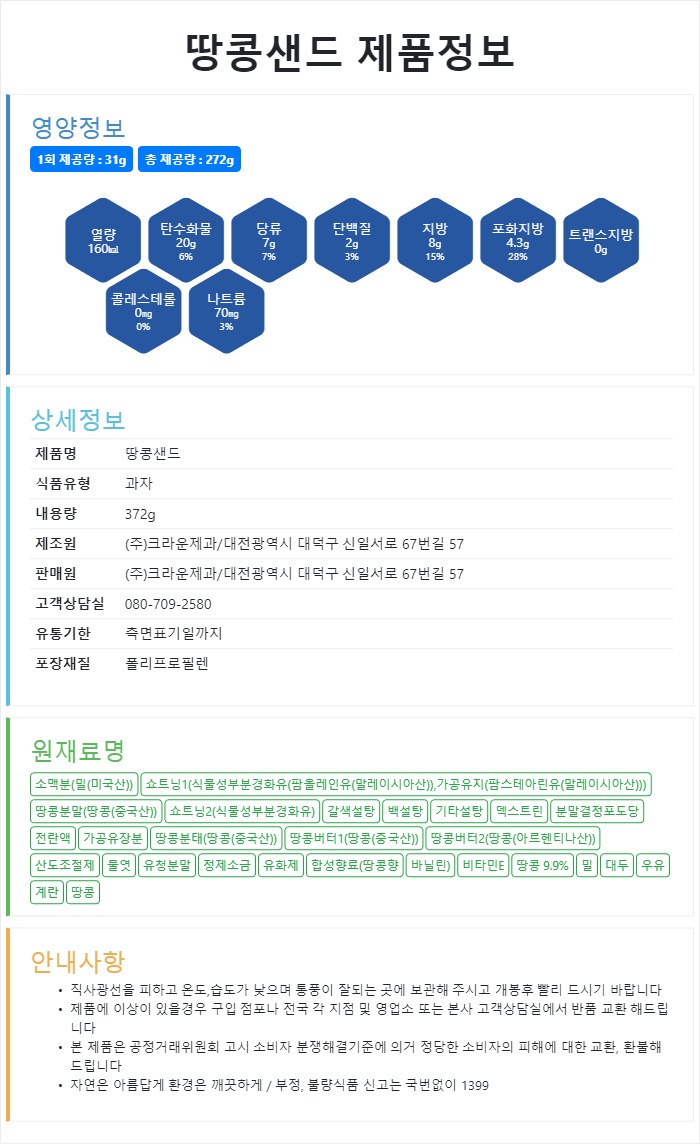 땅콩샌드 제품정보
영양정보
1회 제공량 : 31g 총 제공량 : 272g
열량 탄수화물 당류 단백질 지방 포화지방 트랜스지방
160㎉ 20g 7g 2g 8g 4.3g 0g
6% 7% 3% 15% 28%
콜레스테롤 나트륨
0㎎ 70㎎
0% 3%
상세정보
제품명 땅콩샌드
식품유형 과자
내용량 372g
제조원 (주)크라운제과/대전광역시 대덕구 신일서로 67번길 57
판매원 (주)크라운제과/대전광역시 대덕구 신일서로 67번길 57
고객상담실 080-709-2580
유통기한 측면표기일까지
포장재질 폴리프로필렌
원재료명
소맥분(밀(미국산)) 쇼트닝1(식물성부분경화유(팜올레인유(말레이시아산)),가공유지(팜스테아린유(말레이시아산)))
땅콩분말(땅콩(중국산)) 쇼트닝2(식물성부분경화유) 갈색설탕 백설탕 기타설탕 덱스트린 분말결정포도당
전란액 가공유장분 땅콩분태(땅콩(중국산)) 땅콩버터1(땅콩(중국산)) 땅콩버터2(땅콩(아르헨티나산))
산도조절제 물엿 유청분말 정제소금 유화제 합성향료(땅콩향 바닐린) 비타민E 땅콩 9.9% 밀 대두 우유
계란 땅콩
안내사항
• 직사광선을 피하고 온도,습도가 낮으며 통풍이 잘되는 곳에 보관해 주시고 개봉후 빨리 드시기 바랍니다
• 제품에 이상이 있을경우 구입 점포나 전국 각 지점 및 영업소 또는 본사 고객상담실에서 반품 교환 해드립
니다
• 본 제품은 공정거래위원회 고시 소비자 분쟁해결기준에 의거 정당한 소비자의 피해에 대한 교환, 환불해
드립니다
• 자연은 아름답게 환경은 깨끗하게 / 부정, 불량식품 신고는 국번없이 1399